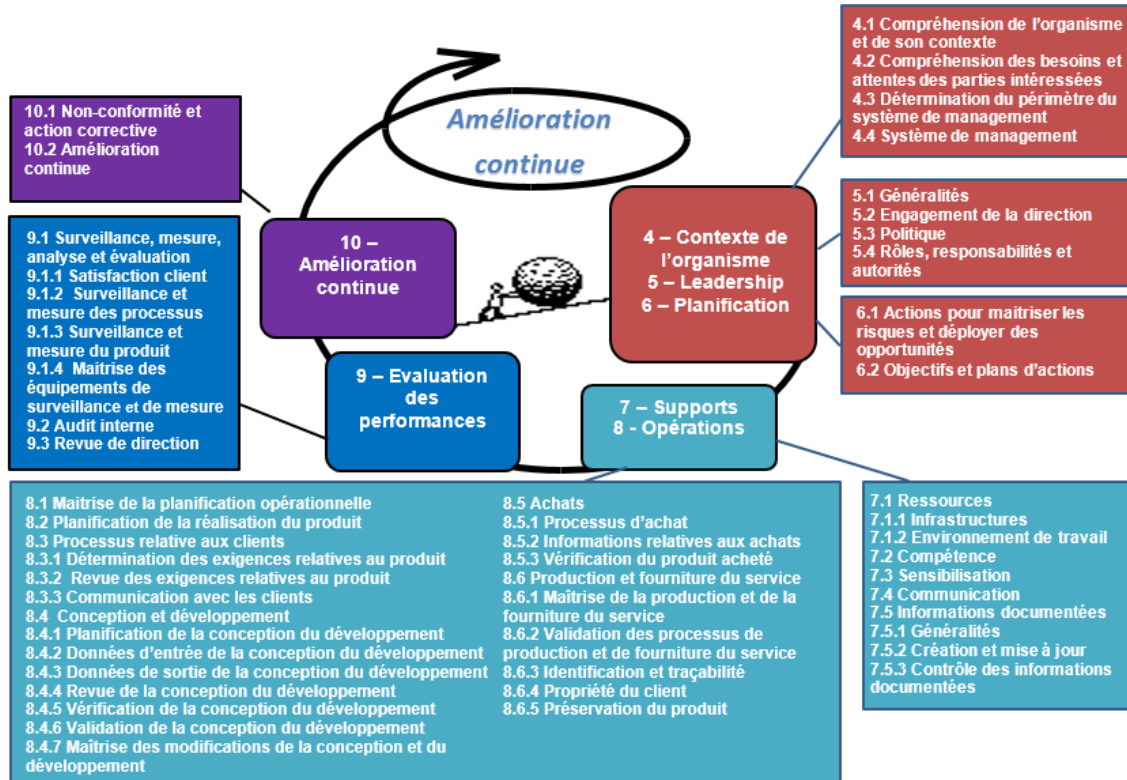 Amélioration
continue
4.1 Compréhension de l'organisme
et de son contexte
4.2 Compréhension des besoins et
attentes des parties intéressées
4.3 Détermination du périmètre du
système de management
4.4 Système de management
10.1 Non-conformité et
action corrective
10.2 Amélioration
continue
5.1 Généralités
5.2 Engagement de la direction
5.3 Politique
5.4 Rôles, responsabilités et
autorités
10 –
Amélioration
continue
4 – Contexte de
l'organisme
5 – Leadership
6 – Planification
9.1 Surveillance, mesure,
analyse et évaluation
9.1.1 Satisfaction client
9.1.2 Surveillance et
mesure des processus
9.1.3 Surveillance et
mesure du produit
9.1.4 Maitrise des
équipements de
surveillance et de mesure
9.2 Audit interne
9.3 Revue de direction
6.1 Actions pour maitriser les
risques et déployer des
opportunités
6.2 Objectifs et plans d'actions
9 – Evaluation
des
performances
7 – Supports
8 - Opérations
8.1 Maitrise de la planification opérationnelle
8.2 Planification de la réalisation du produit
8.3 Processus relative aux clients
8.3.1 Détermination des exigences relatives au produit
8.3.2 Revue des exigences relatives au produit
8.3.3 Communication avec les clients
8.4 Conception et développement
8.4.1 Planification de la conception du développement
8.4.2 Données d'entrée de la conception du développement
8.4.3 Données de sortie de la conception du développement
8.4.4 Revue de la conception du développement
8.4.5 Vérification de la conception du développement
8.4.6 Validation de la conception du développement
8.4.7 Maîtrise des modifications de la conception et du
développement
8.5 Achats
8.5.1 Processus d'achat
8.5.2 Informations relatives aux achats
8.5.3 Vérification du produit acheté
8.6 Production et fourniture du service
8.6.1 Maîtrise de la production et de la
fourniture du service
8.6.2 Validation des processus de
production et de fourniture du service
8.6.3 Identification et traçabilité
8.6.4 Propriété du client
8.6.5 Préservation du produit
7.1 Ressources
7.1.1 Infrastructures
7.1.2 Environnement de travail
7.2 Compétence
7.3 Sensibilisation
7.4 Communication
7.5 Informations documentées
7.5.1 Généralités
7.5.2 Création et mise à jour
7.5.3 Contrôle des informations
documentées